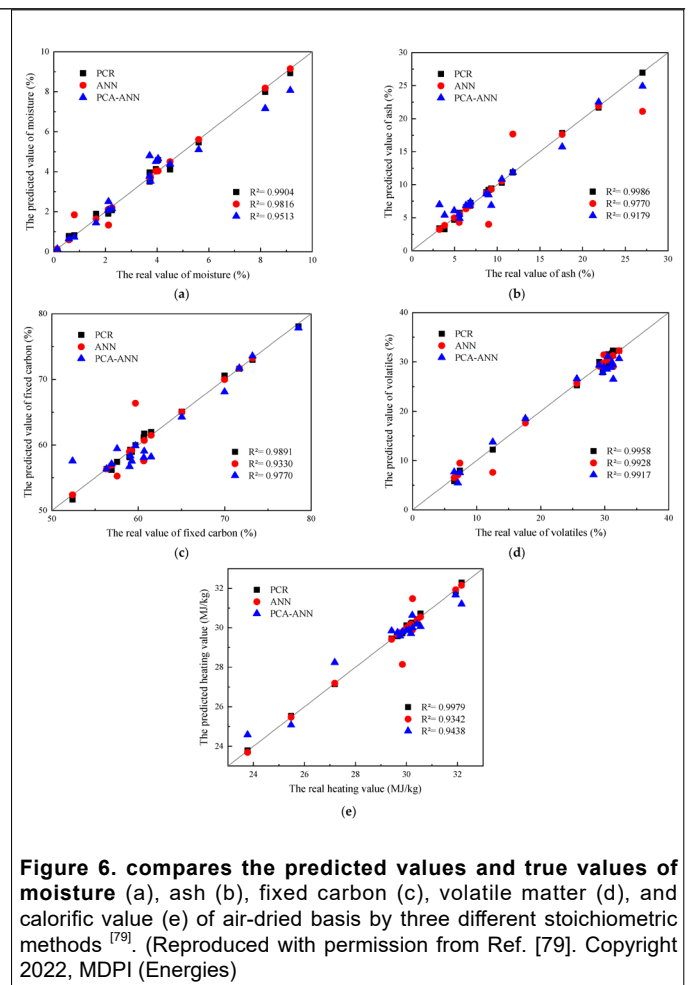 10
8
6
4
2
0
The predicted value of moisture (%)
PCR
ANN
PCA-ANN
R²= 0.9904
R²= 0.9816
R²= 0.9513
0 2 4 6 8 10
The real value of moisture (%)
(a)
30
25
20
15
10
5
0
The predicted value of ash (%)
PCR
ANN
PCA-ANN
R²= 0.9986
R²= 0.9770
R²= 0.9179
0 5 10 15 20 25 30
The real value of ash (%)
(b)
80
70
60
50
The predicted value of fixed carbon (%)
PCR
ANN
PCA-ANN
R²= 0.9891
R²= 0.9330
R²= 0.9770
50 60 70 80
The real value of fixed carbon (%)
(c)
40
30
20
10
0
The predicted value of volatiles (%)
PCR
ANN
PCA-ANN
R²= 0.9958
R²= 0.9928
R²= 0.9917
0 10 20 30 40
The real value of volatiles (%)
(d)
32
30
28
26
24
The predicted heating value (MJ/kg)
PCR
ANN
PCA-ANN
R²= 0.9979
R²= 0.9342
R²= 0.9438
24 26 28 30 32
The real heating value (MJ/kg)
(e)
Figure 6. compares the predicted values and true values of
moisture (a), ash (b), fixed carbon (c), volatile matter (d), and
calorific value (e) of air-dried basis by three different stoichiometric
methods [79]. (Reproduced with permission from Ref. [79]. Copyright
2022, MDPI (Energies)